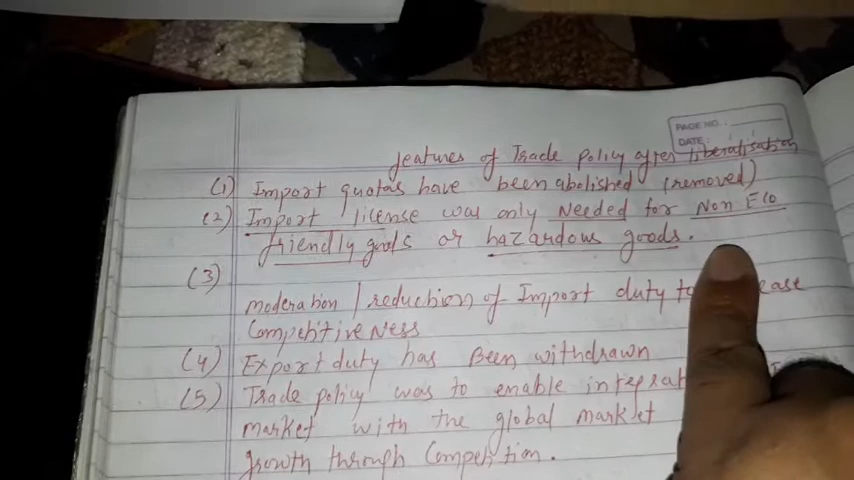 PAGE NO.:
DATE:
features of Trade policy after liberalisation
(1) Import quotas have been abolished (removed)
(2) Import license was only Needed for Non Eco
friendly goods or hazardous goods.
(3)
moderation / reduction of Import duty to
Competitiveness
(4) Export duty has Been withdrawn
(5) Trade policy was to enable
market with the global market
growth through Competition.